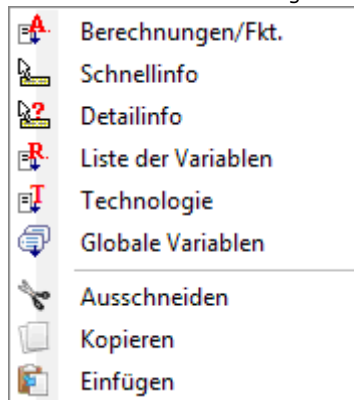 Berechnungen/Fkt.
Schnellinfo
Detailinfo
Liste der Variablen
Technologie
Globale Variablen
Ausschneiden
Kopieren
Einfügen